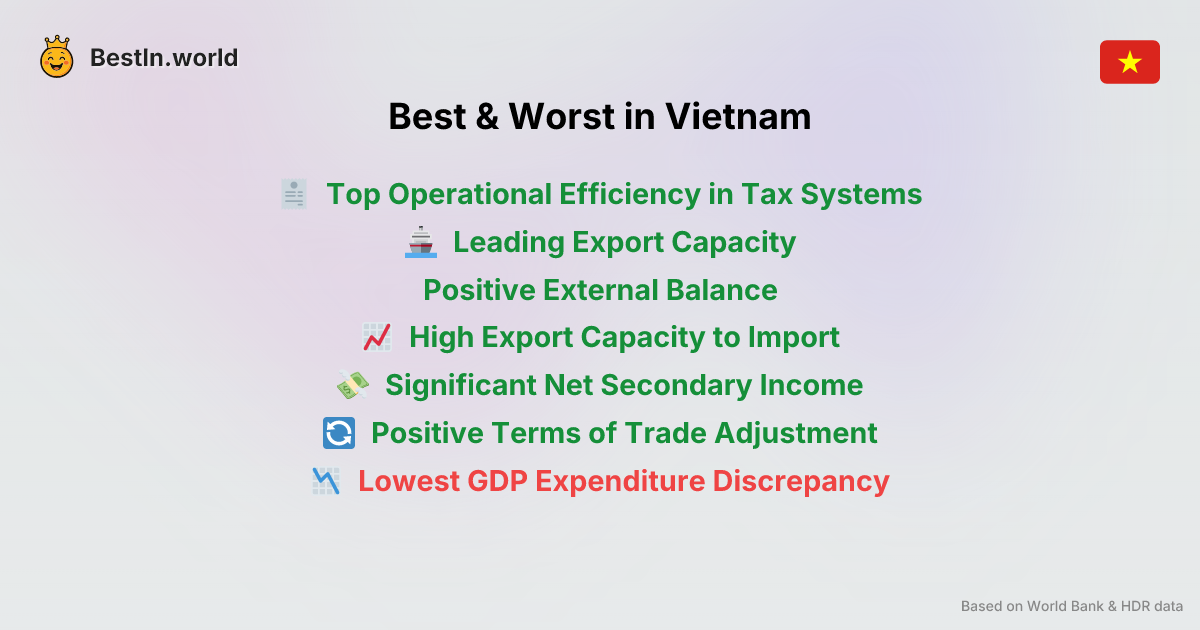 BestIn.world
Best & Worst in Vietnam
Top Operational Efficiency in Tax Systems
Leading Export Capacity
Positive External Balance
High Export Capacity to Import
Significant Net Secondary Income
Positive Terms of Trade Adjustment
Lowest GDP Expenditure Discrepancy
Based on World Bank & HDR data